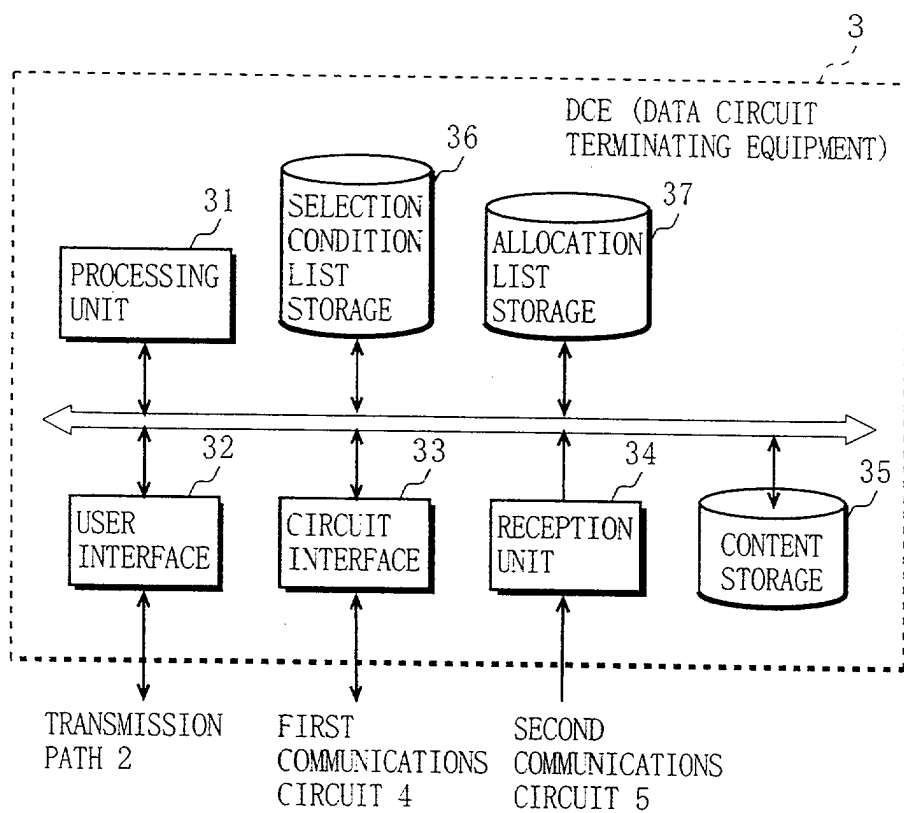 3
DCE (DATA CIRCUIT
TERMINATING EQUIPMENT)
36
SELECTION
CONDITION
LIST
STORAGE
37
ALLOCATION
LIST
STORAGE
31
PROCESSING
UNIT
32
USER
INTERFACE
33
CIRCUIT
INTERFACE
34
RECEPTION
UNIT
35
CONTENT
STORAGE
TRANSMISSION
PATH 2
FIRST
COMMUNICATIONS
CIRCUIT 4
SECOND
COMMUNICATIONS
CIRCUIT 5